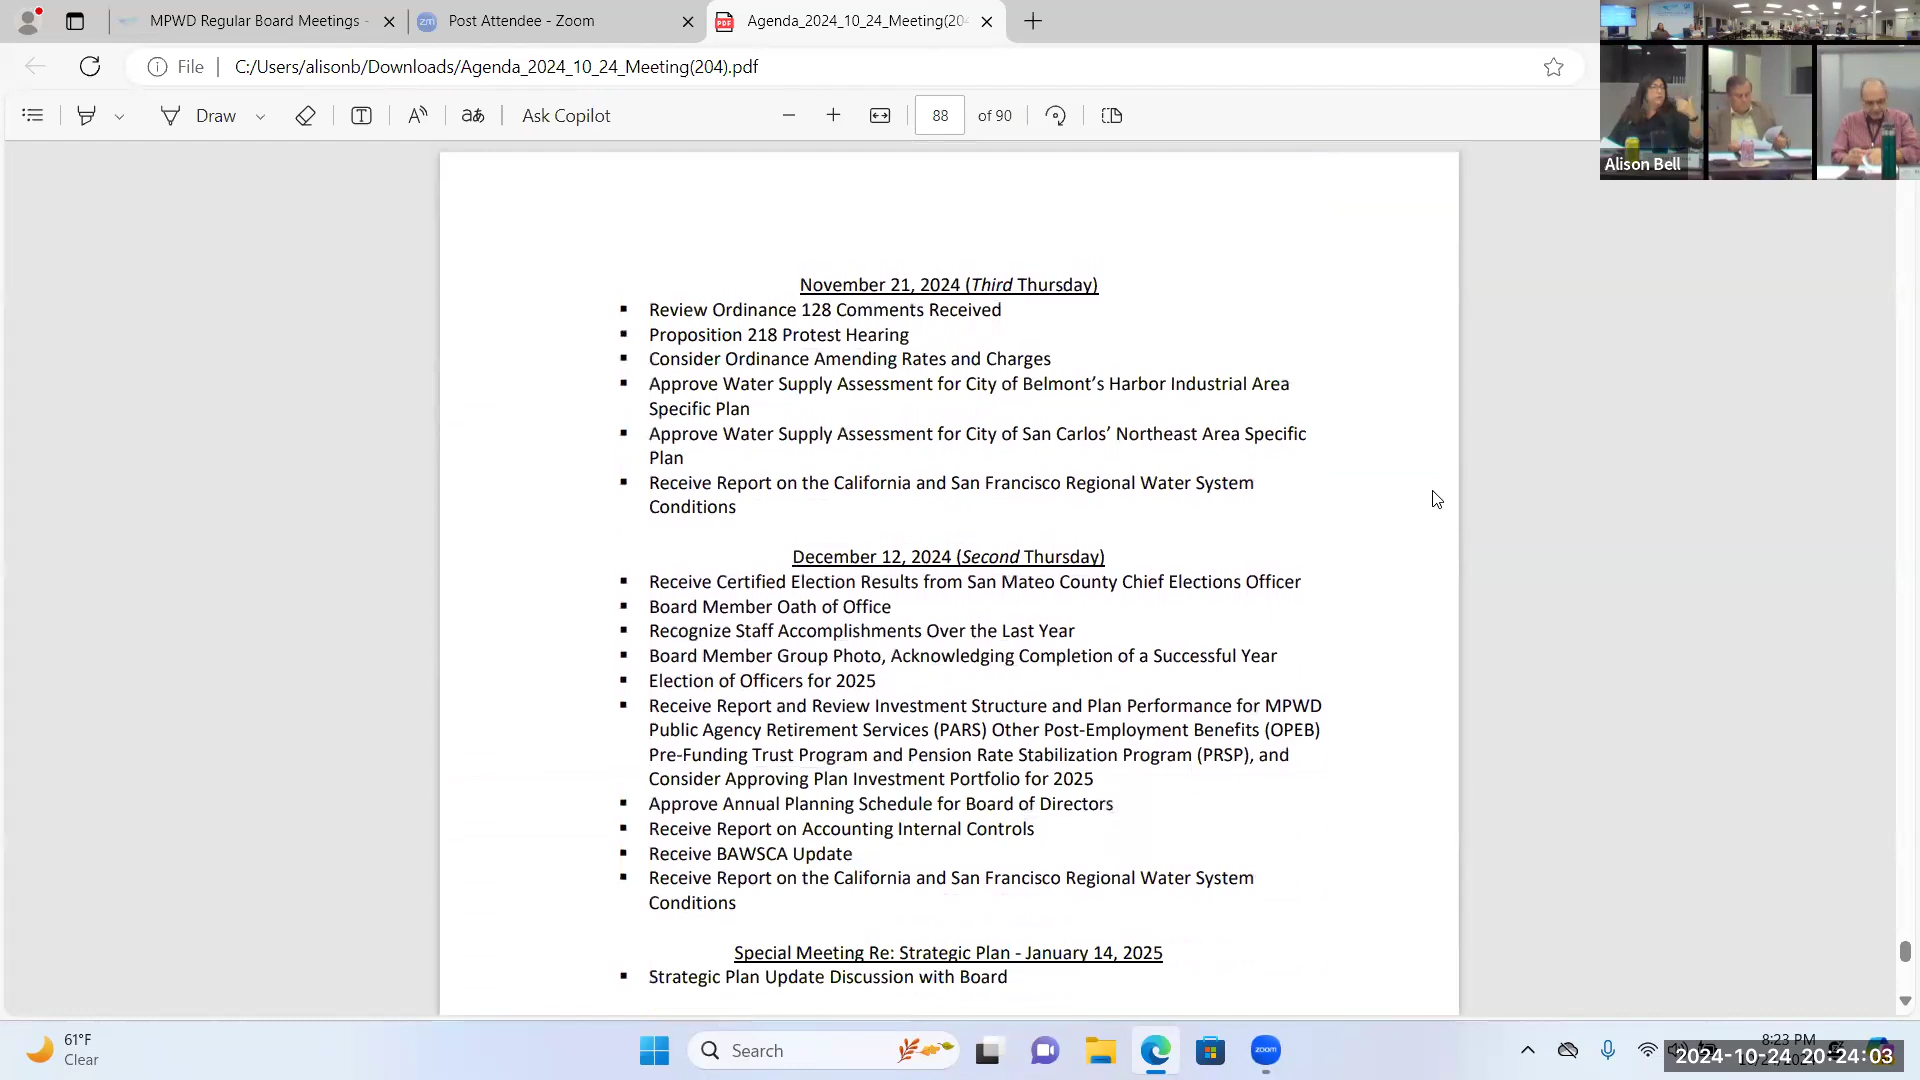 MPWD Regular Board Meetings -
Post Attendee - Zoom
Agenda_2024_10_24_Meeting(204
File
C:/Users/alisonb/Downloads/Agenda_2024_10_24_Meeting(204).pdf
Draw
Ask Copilot
88 of 90
Alison Bell
November 21, 2024 (Third Thursday)
Review Ordinance 128 Comments Received
Proposition 218 Protest Hearing
Consider Ordinance Amending Rates and Charges
Approve Water Supply Assessment for City of Belmont’s Harbor Industrial Area
Specific Plan
Approve Water Supply Assessment for City of San Carlos’ Northeast Area Specific
Plan
Receive Report on the California and San Francisco Regional Water System
Conditions
December 12, 2024 (Second Thursday)
Receive Certified Election Results from San Mateo County Chief Elections Officer
Board Member Oath of Office
Recognize Staff Accomplishments Over the Last Year
Board Member Group Photo, Acknowledging Completion of a Successful Year
Election of Officers for 2025
Receive Report and Review Investment Structure and Plan Performance for MPWD
Public Agency Retirement Services (PARS) Other Post-Employment Benefits (OPEB)
Pre-Funding Trust Program and Pension Rate Stabilization Program (PRSP), and
Consider Approving Plan Investment Portfolio for 2025
Approve Annual Planning Schedule for Board of Directors
Receive Report on Accounting Internal Controls
Receive BAWSCA Update
Receive Report on the California and San Francisco Regional Water System
Conditions
Special Meeting Re: Strategic Plan - January 14, 2025
Strategic Plan Update Discussion with Board
61°F
Clear
Search
zoom
8:23 PM
2024-10-24 20:24:03